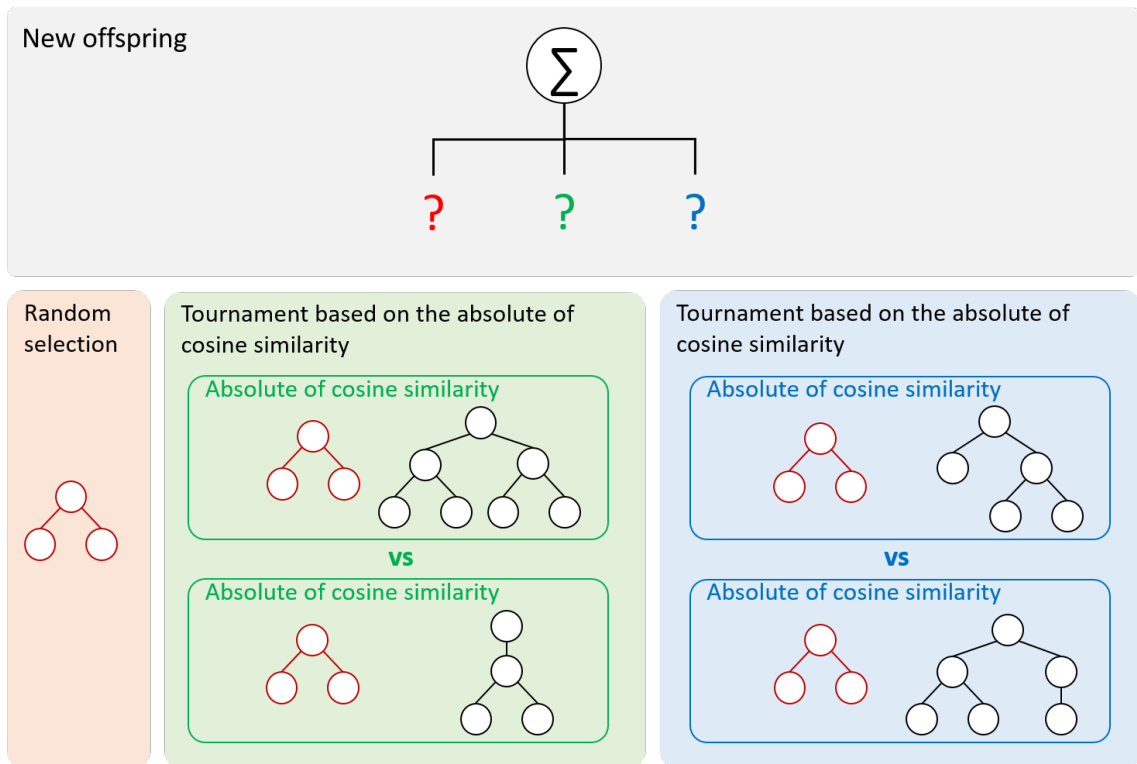 New offspring
∑
? ? ?
Random
selection
Tournament based on the absolute of
cosine similarity
Absolute of cosine similarity
vs
Absolute of cosine similarity
Tournament based on the absolute of
cosine similarity
Absolute of cosine similarity
vs
Absolute of cosine similarity